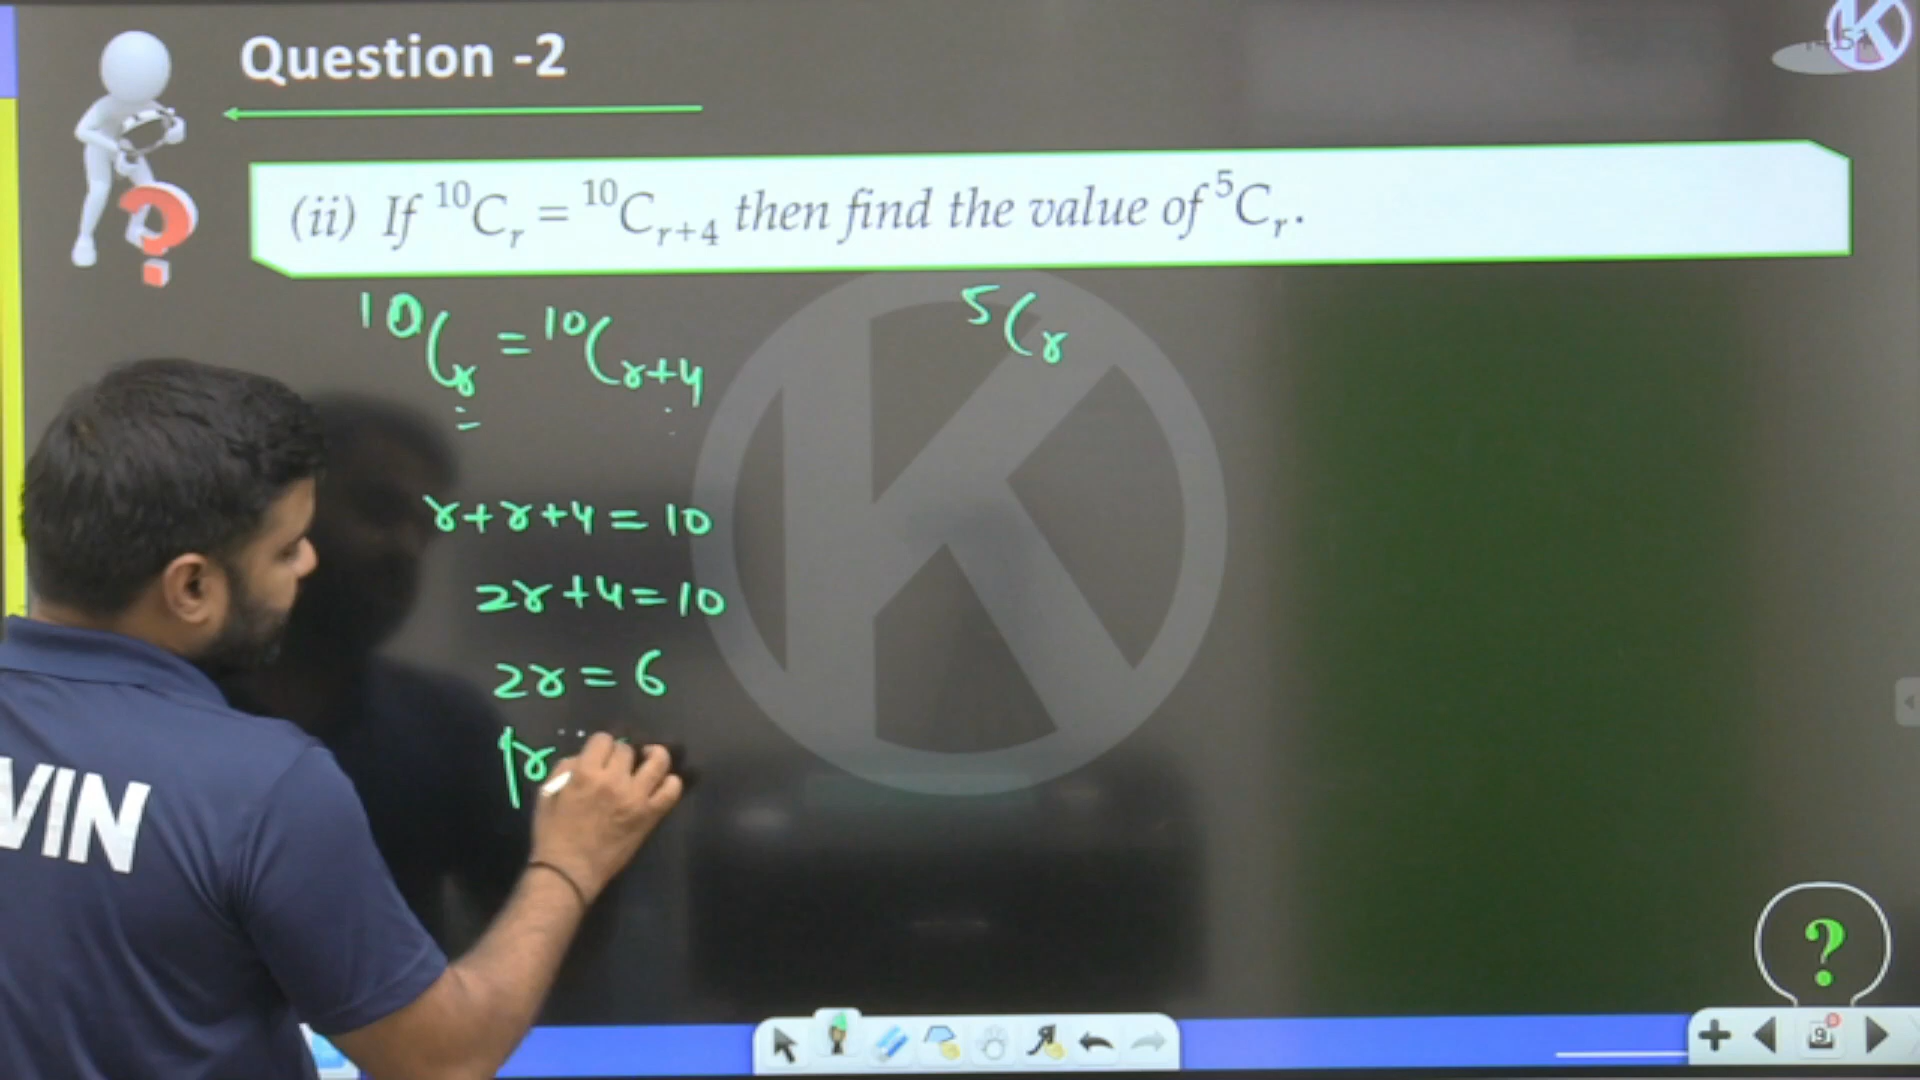 Question -2
(ii) If ¹⁰Cᵣ = ¹⁰Cᵣ₊₄ then find the value of ⁵Cᵣ.
¹⁰Cᵣ = ¹⁰Cᵣ₊₄
⁵Cᵣ
r+r+4=10
2r+4=10
2r=6
r
VIN
?
9